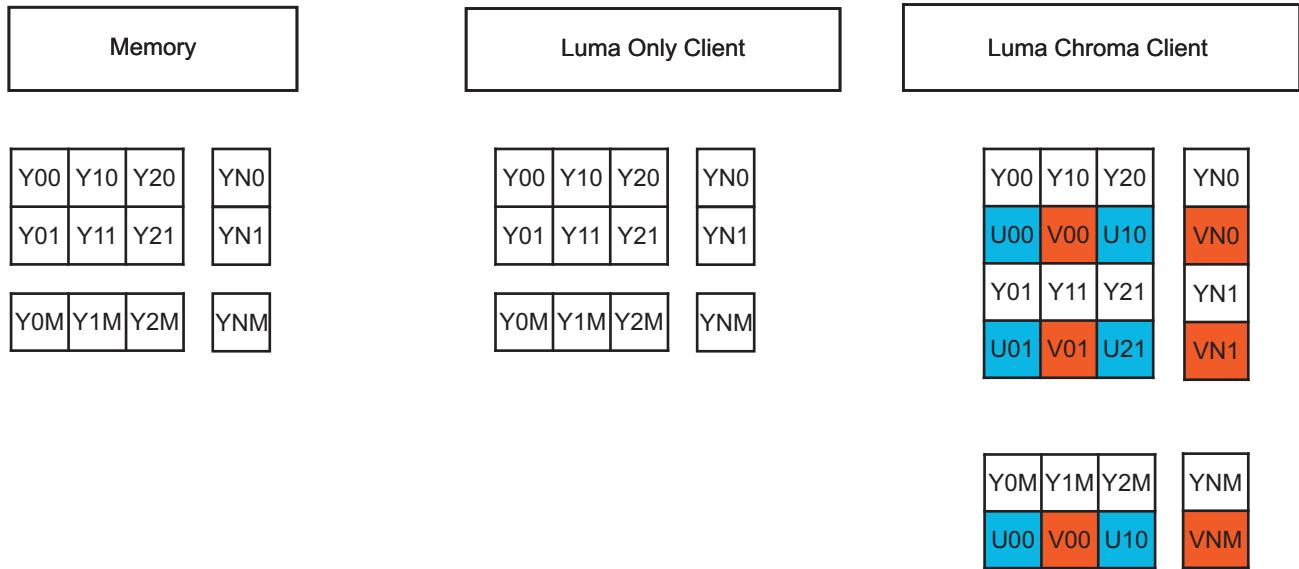 Memory
Luma Only Client
Luma Chroma Client
Y00 Y10 Y20 YN0
Y01 Y11 Y21 YN1
Y0M Y1M Y2M YNM
Y00 Y10 Y20 YN0
Y01 Y11 Y21 YN1
Y0M Y1M Y2M YNM
Y00 Y10 Y20 YN0
U00 V00 U10 VN0
Y01 Y11 Y21 YN1
U01 V01 U21 VN1
Y0M Y1M Y2M YNM
U00 V00 U10 VNM